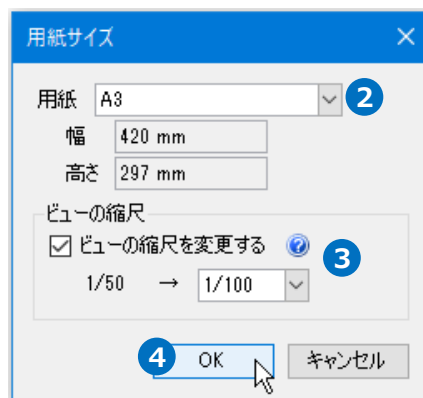 用紙サイズ
用紙 A3 2
幅 420 mm
高さ 297 mm
ビューの縮尺
ビューの縮尺を変更する ? 3
1/50 → 1/100
4 OK キャンセル